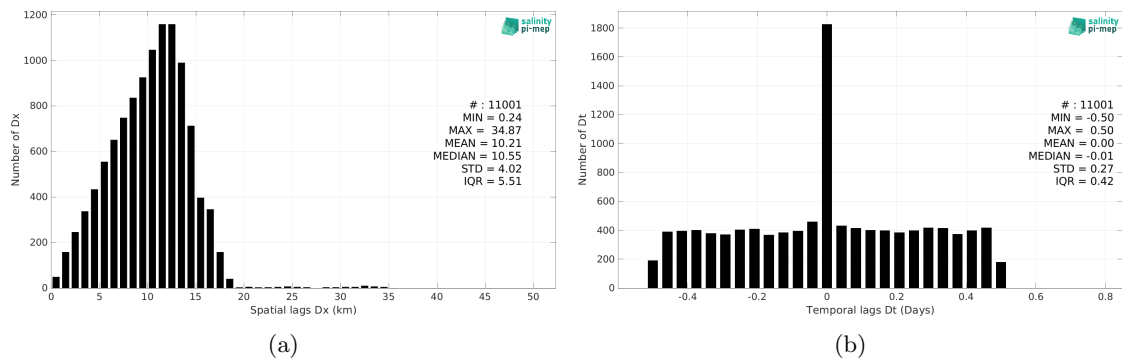 1200
1000
800
600
400
200
0
Number of Dx
salinity
pi-mep
# : 11001
MIN = 0.24
MAX = 34.87
MEAN = 10.21
MEDIAN = 10.55
STD = 4.02
IQR = 5.51
0 5 10 15 20 25 30 35 40 45 50
Spatial lags Dx (km)
(a)
1800
1600
1400
1200
1000
800
600
400
200
0
Number of Dt
salinity
pi-mep
# : 11001
MIN = -0.50
MAX = 0.50
MEAN = 0.00
MEDIAN = -0.01
STD = 0.27
IQR = 0.42
-0.4 -0.2 0 0.2 0.4 0.6 0.8
Temporal lags Dt (Days)
(b)